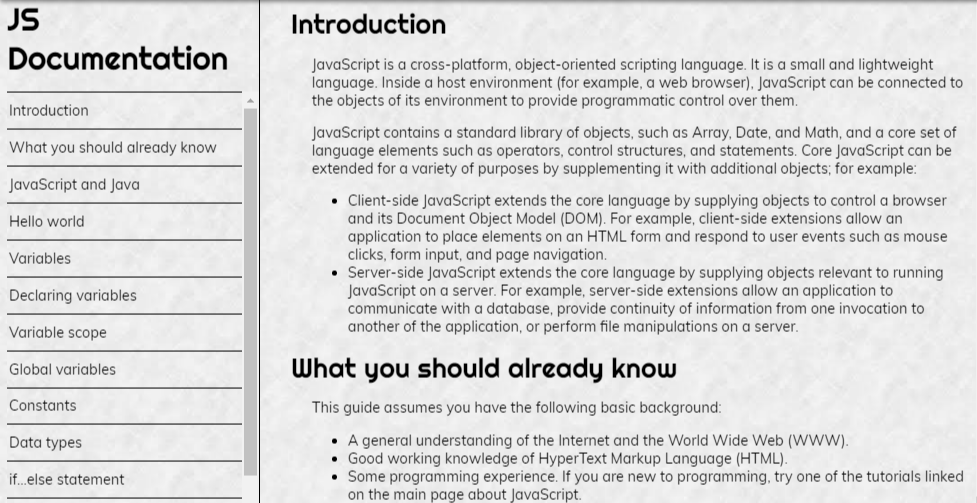 JS
Documentation
Introduction
What you should already know
JavaScript and Java
Hello world
Variables
Declaring variables
Variable scope
Global variables
Constants
Data types
if...else statement
Introduction
JavaScript is a cross-platform, object-oriented scripting language. It is a small and lightweight
language. Inside a host environment (for example, a web browser), JavaScript can be connected to
the objects of its environment to provide programmatic control over them.
JavaScript contains a standard library of objects, such as Array, Date, and Math, and a core set of
language elements such as operators, control structures, and statements. Core JavaScript can be
extended for a variety of purposes by supplementing it with additional objects; for example:
• Client-side JavaScript extends the core language by supplying objects to control a browser
and its Document Object Model (DOM). For example, client-side extensions allow an
application to place elements on an HTML form and respond to user events such as mouse
clicks, form input, and page navigation.
• Server-side JavaScript extends the core language by supplying objects relevant to running
JavaScript on a server. For example, server-side extensions allow an application to
communicate with a database, provide continuity of information from one invocation to
another of the application, or perform file manipulations on a server.
What you should already know
This guide assumes you have the following basic background:
• A general understanding of the Internet and the World Wide Web (WWW).
• Good working knowledge of HyperText Markup Language (HTML).
• Some programming experience. If you are new to programming, try one of the tutorials linked
on the main page about JavaScript.